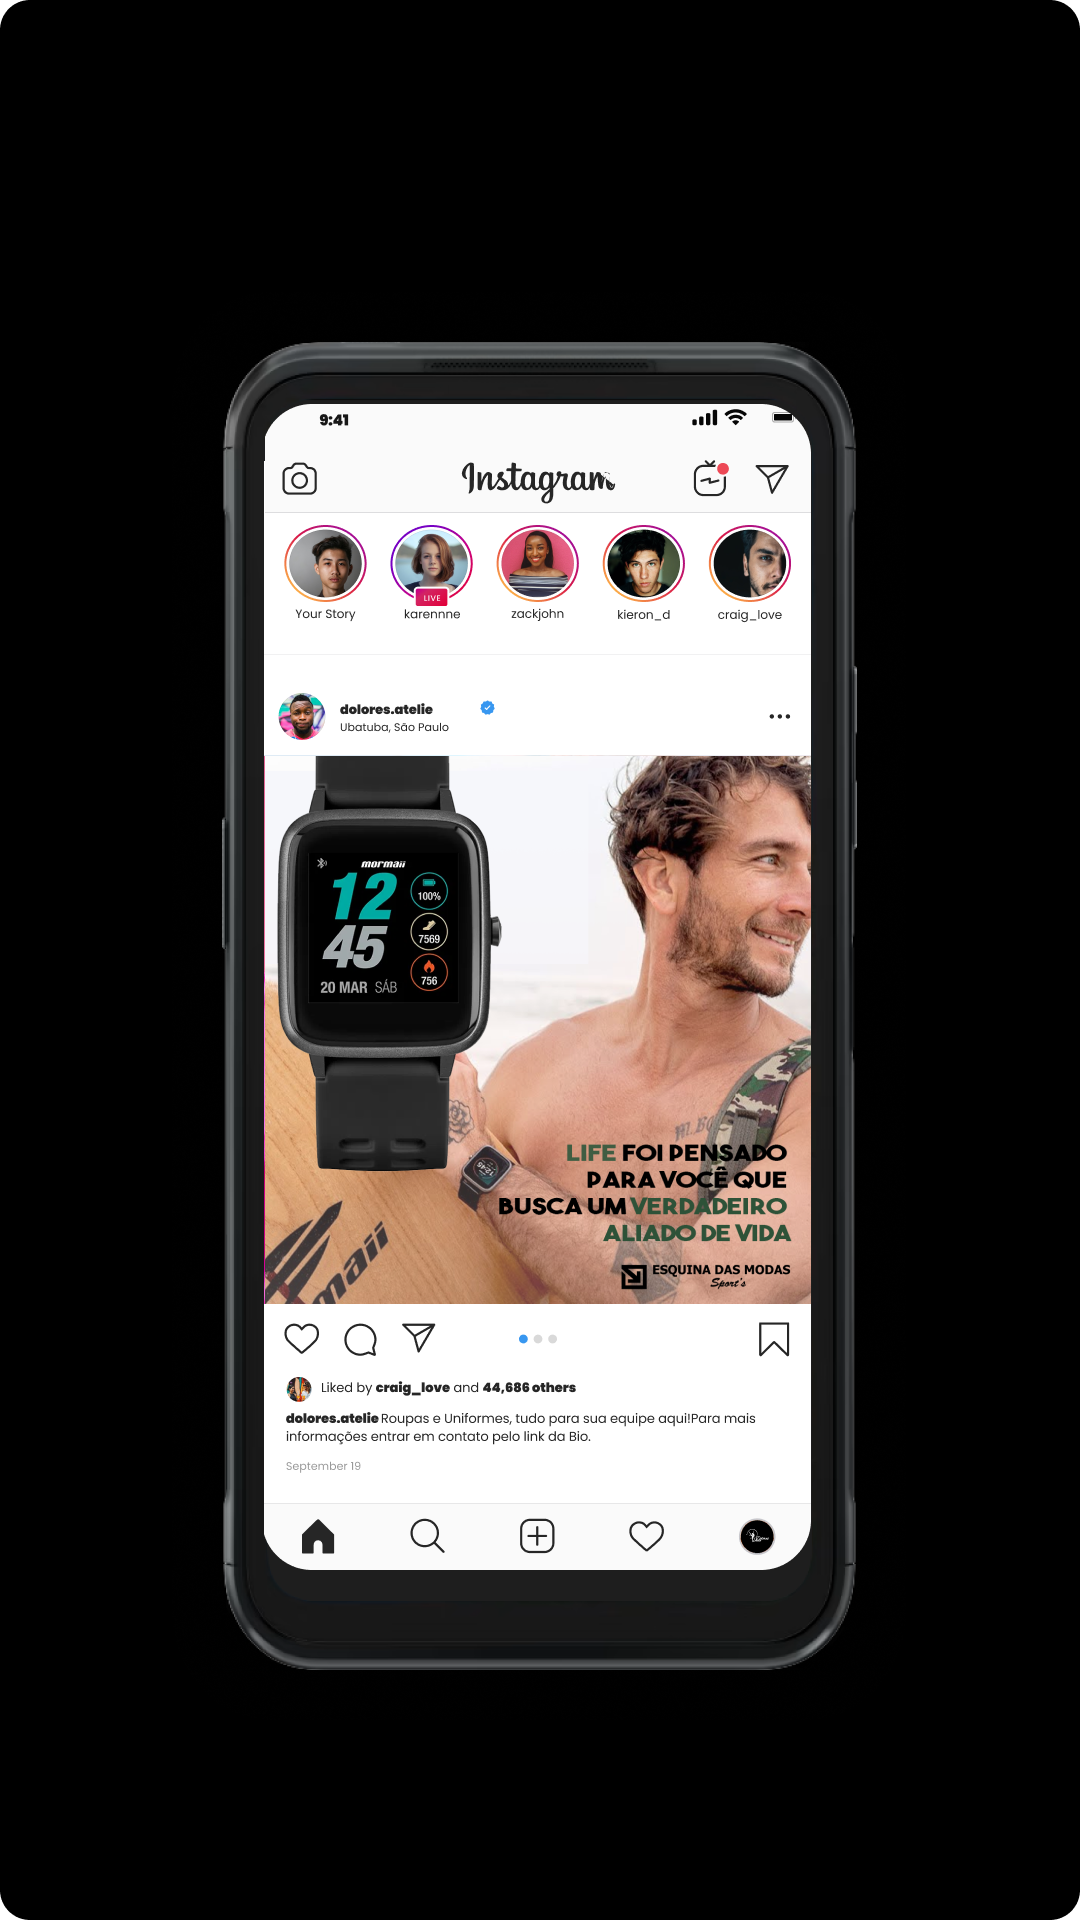 9:41
Instagram
LIVE
Your Story
karennne
zackjohn
kieron_d
craig_love
dolores.atelie
Ubatuba, São Paulo
mormaii
12
100%
45
7569
756
20 MAR SÁB
12:45
LIFE FOI PENSADO
PARA VOCÊ QUE
BUSCA UM VERDADEIRO
ALIADO DE VIDA
maii
ESQUINA DAS MODAS
Sport's
Liked by craig_love and 44,686 others
dolores.atelie Roupas e Uniformes, tudo para sua equipe aqui!Para mais
informações entrar em contato pelo link da Bio.
September 19